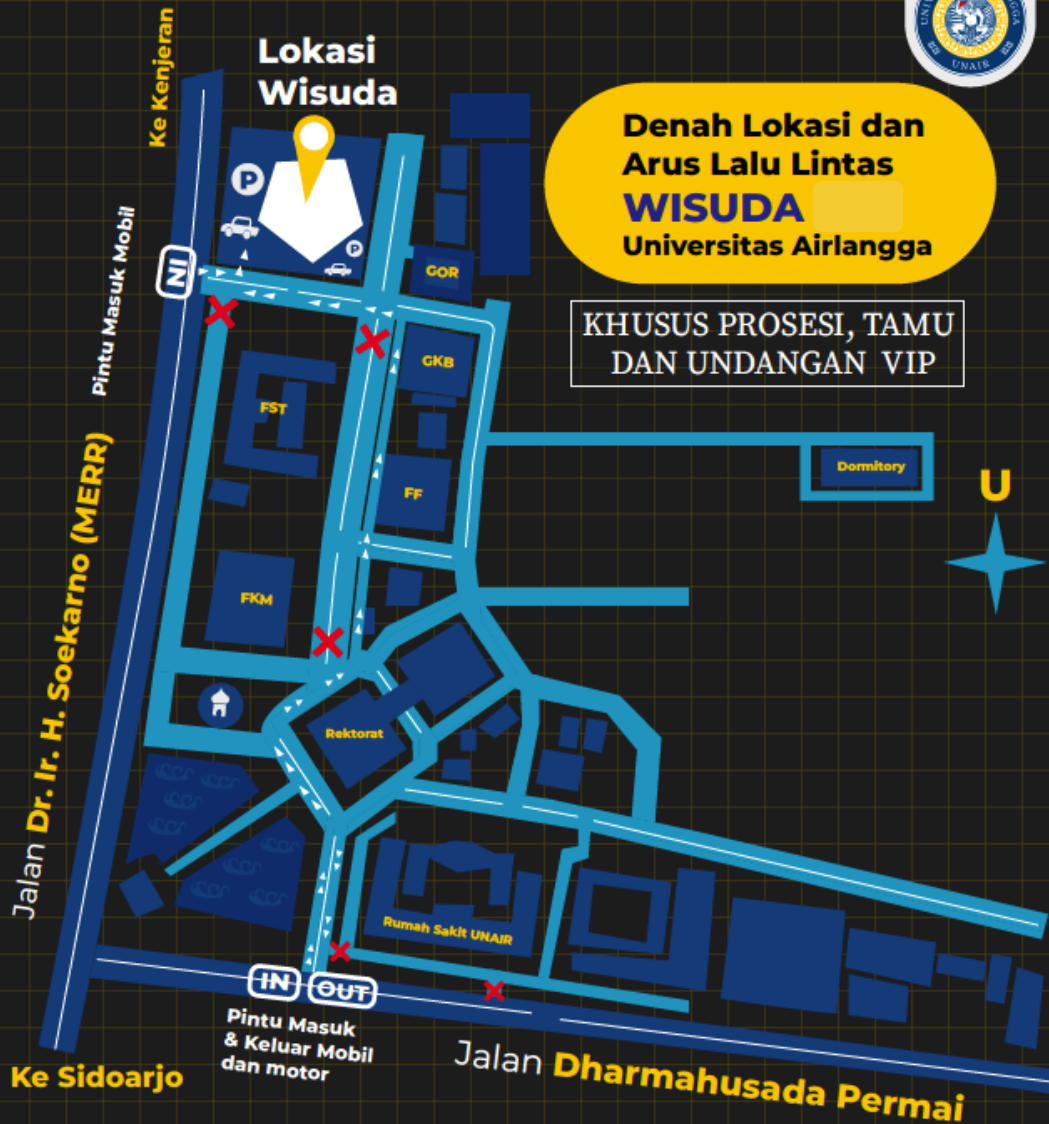 Ke Kenjeran
Lokasi
Wisuda
UNAIR
Denah Lokasi dan
Arus Lalu Lintas
WISUDA
Universitas Airlangga
KHUSUS PROSESI, TAMU
DAN UNDANGAN VIP
P
P
IN
Pintu Masuk Mobil
GOR
GKB
FST
FF
Dormitory
U
FKM
Jalan Dr. Ir. H. Soekarno (MERR)
Rektorat
Rumah Sakit UNAIR
IN
OUT
Pintu Masuk
& Keluar Mobil
dan motor
Jalan Dharmahusada Permai
Ke Sidoarjo